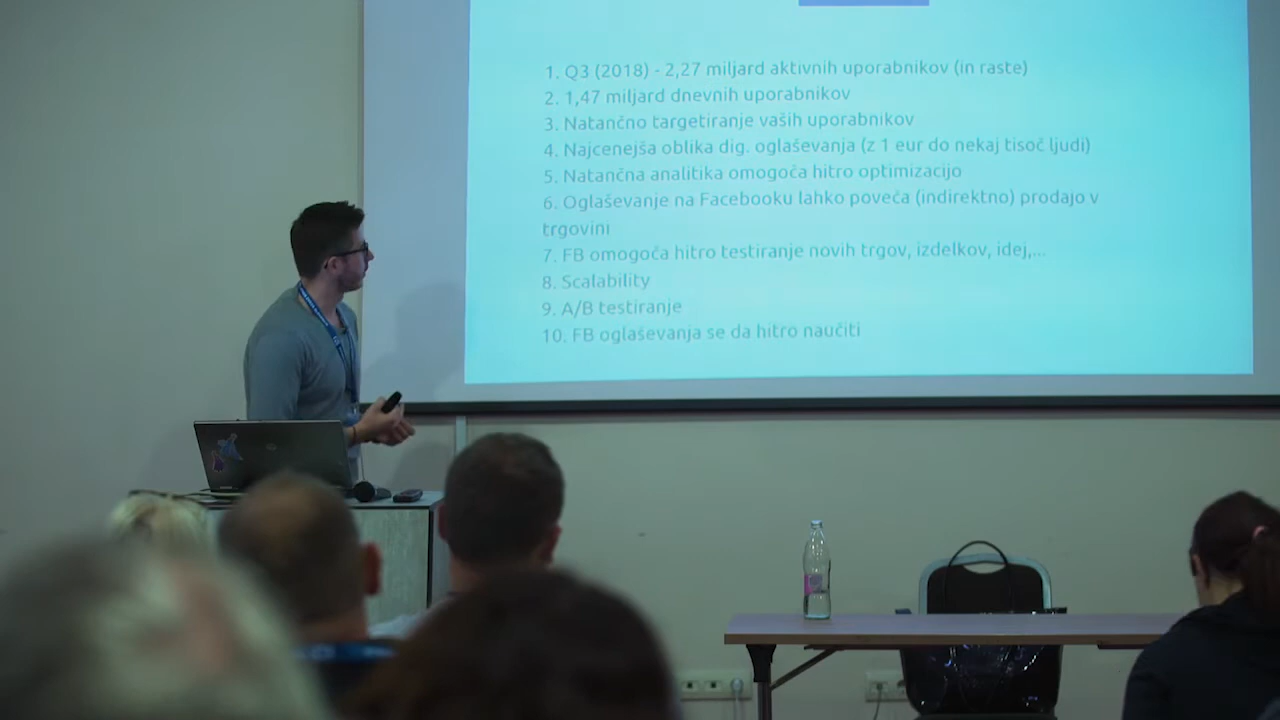 1. Q3 (2018) - 2,27 miljard aktivnih uporabnikov (in raste)
2. 1,47 miljard dnevnih uporabnikov
3. Natančno targetiranje vaših uporabnikov
4. Najcenejša oblika dig. oglaševanja (z 1 eur do nekaj tisoč ljudi)
5. Natančna analitika omogoča hitro optimizacijo
6. Oglaševanje na Facebooku lahko poveča (indirektno) prodajo v
trgovini
7. FB omogoča hitro testiranje novih trgov, izdelkov, idej,...
8. Scalability
9. A/B testiranje
10. FB oglaševanja se da hitro naučiti